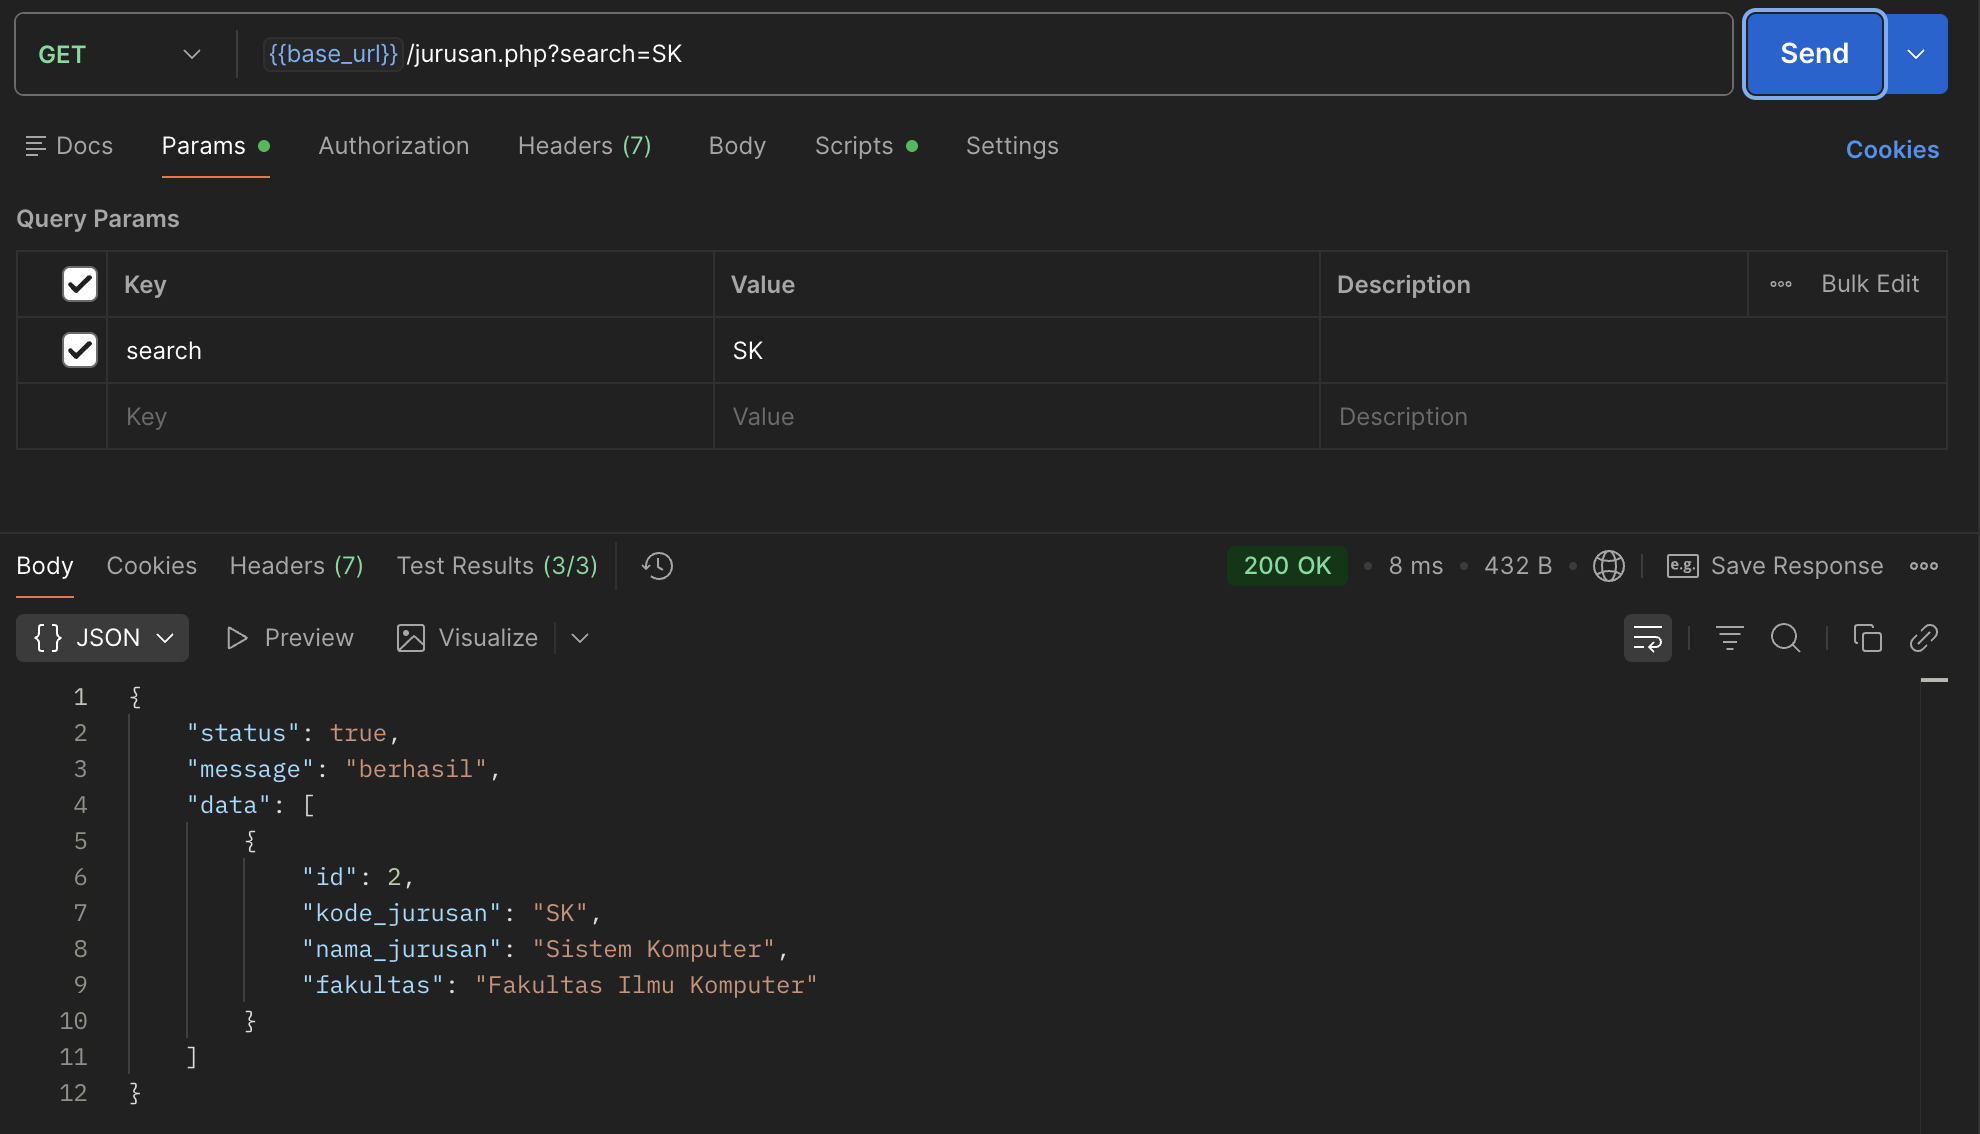 GET {{base_url}}/jurusan.php?search=SK Send
Docs Params Authorization Headers (7) Body Scripts Settings Cookies
Query Params
Key Value Description Bulk Edit
search SK
Key Value Description
Body Cookies Headers (7) Test Results (3/3) 200 OK 8 ms 432 B e.g. Save Response
{} JSON Preview Visualize
1 {
2 "status": true,
3 "message": "berhasil",
4 "data": [
5 {
6 "id": 2,
7 "kode_jurusan": "SK",
8 "nama_jurusan": "Sistem Komputer",
9 "fakultas": "Fakultas Ilmu Komputer"
10 }
11 ]
12 }